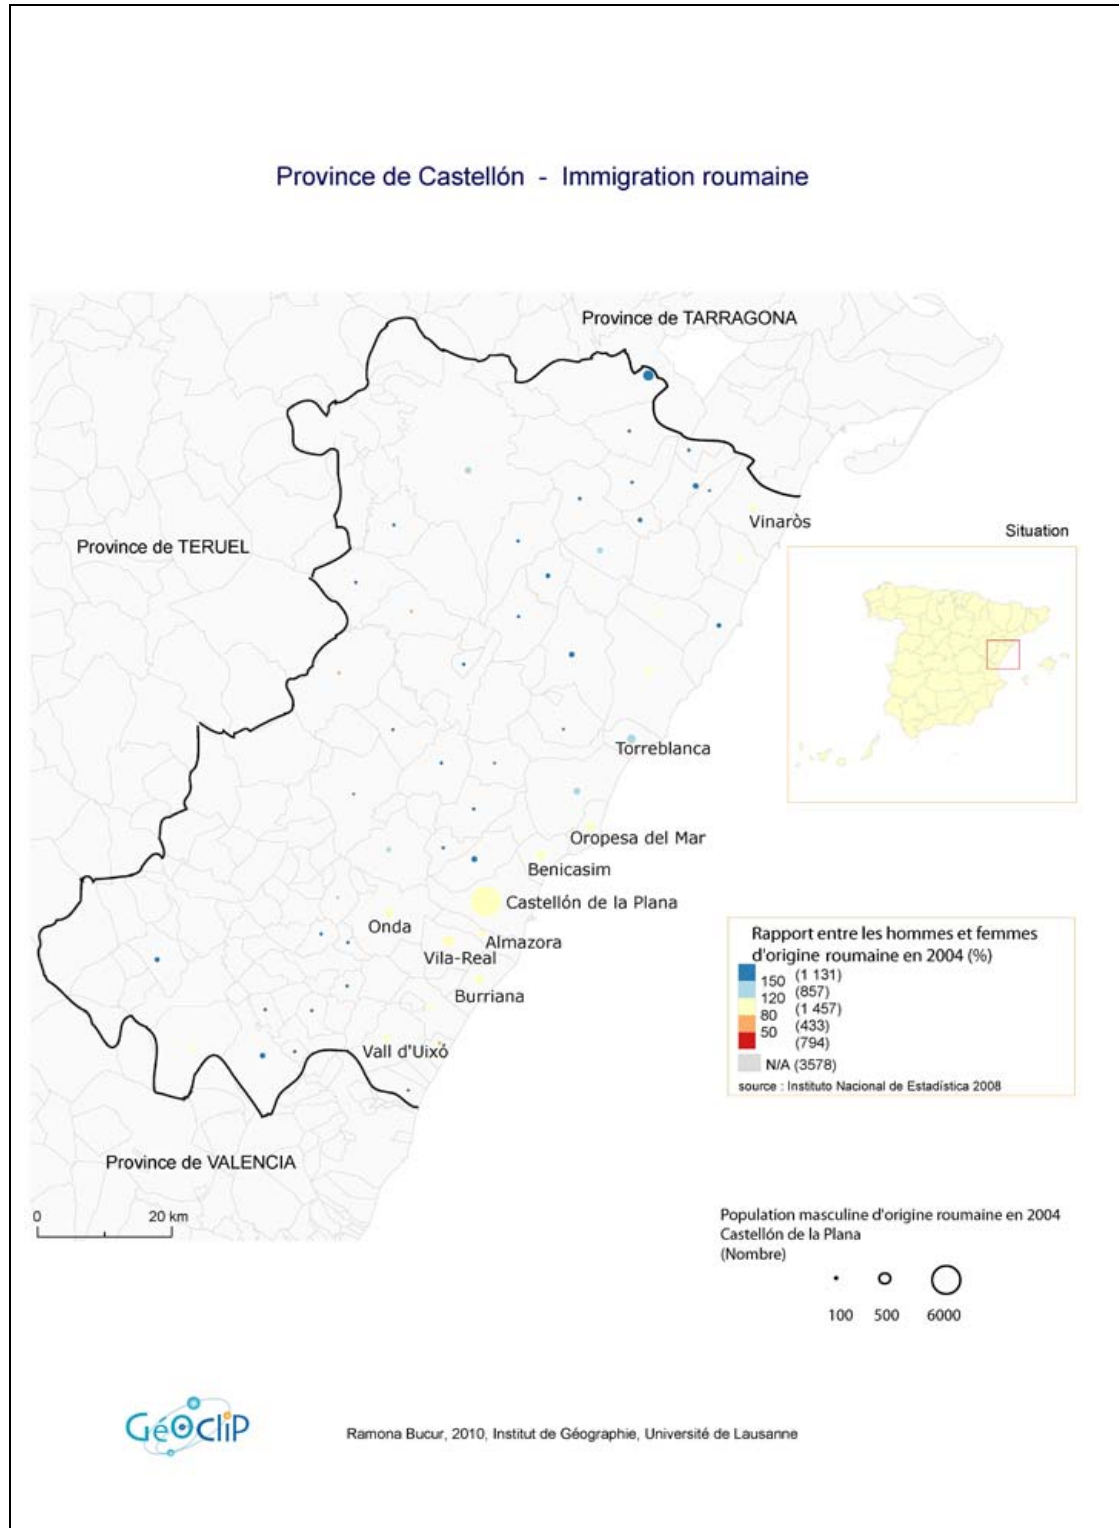 Province de Castellón - Immigration roumaine
Province de TARRAGONA
Vinaròs
Situation
Province de TERUEL
Torreblanca
Oropesa del Mar
Benicasim
Castellón de la Plana
Onda
Almazora
Vila-Real
Burriana
Vall d'Uixó
Rapport entre les hommes et femmes
d'origine roumaine en 2004 (%)
(1 131)
150
(857)
120
(1 457)
80
(433)
50
(794)
N/A (3578)
source : Instituto Nacional de Estadística 2008
Province de VALENCIA
0 20 km
Population masculine d'origine roumaine en 2004
Castellón de la Plana
(Nombre)
100 500 6000
GéOcliP
Ramona Bucur, 2010, Institut de Géographie, Université de Lausanne